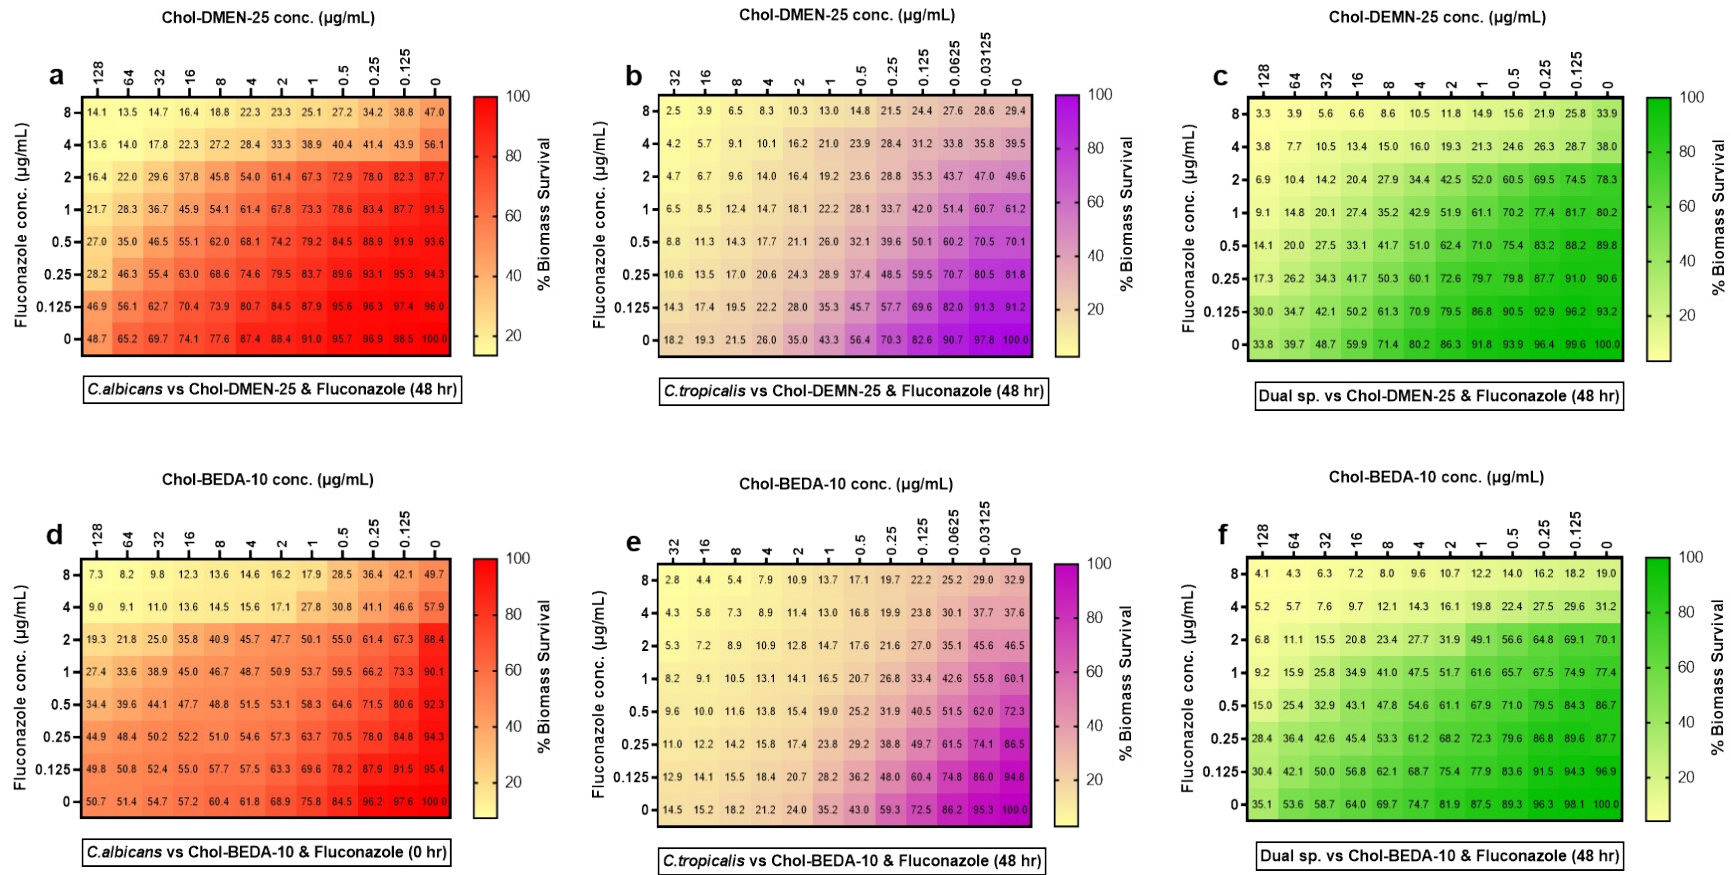 Chol-DMEN-25 conc. (µg/mL)
a
128 64 32 16 8 4 2 1 0.5 0.25 0.125 0
Fluconazole conc. (µg/mL)
8 14.1 13.5 14.7 16.4 18.8 22.3 23.3 25.1 27.2 34.2 38.8 47.0
4 13.6 14.0 17.8 22.3 27.2 28.4 33.3 38.9 40.4 41.4 43.9 56.1
2 16.4 22.0 29.6 37.8 45.8 54.0 61.4 67.3 72.9 78.0 82.3 87.7
1 21.7 28.3 36.7 45.9 54.1 61.4 67.8 73.3 78.6 83.4 87.7 91.5
0.5 27.0 35.0 46.5 55.1 62.0 68.1 74.2 79.2 84.5 88.9 91.9 93.6
0.25 28.2 46.3 55.4 63.0 68.6 74.6 79.5 83.7 89.6 93.1 95.3 94.3
0.125 46.9 56.1 62.7 70.4 73.9 80.7 84.5 87.9 95.6 96.3 97.4 96.0
0 48.7 65.2 69.7 74.1 77.6 87.4 88.4 91.0 95.7 96.9 98.5 100.0
100
80
60
40
20
% Biomass Survival
C.albicans vs Chol-DMEN-25 & Fluconazole (48 hr)
Chol-DMEN-25 conc. (µg/mL)
b
32 16 8 4 2 1 0.5 0.25 0.125 0.0625 0.03125 0
Fluconazole conc. (µg/mL)
8 2.5 3.9 6.5 8.3 10.3 13.0 14.8 21.5 24.4 27.6 28.6 29.4
4 4.2 5.7 9.1 10.1 16.2 21.0 23.9 28.4 31.2 33.8 35.8 39.5
2 4.7 6.7 9.6 14.0 16.4 19.2 23.6 28.8 35.3 43.7 47.0 49.6
1 6.5 8.5 12.4 14.7 18.1 22.2 28.1 33.7 42.0 51.4 60.7 61.2
0.5 8.8 11.3 14.3 17.7 21.1 26.0 32.1 39.6 50.1 60.2 70.5 70.1
0.25 10.6 13.5 17.0 20.6 24.3 28.9 37.4 48.5 59.5 70.7 80.5 81.8
0.125 14.3 17.4 19.5 22.2 28.0 35.3 45.7 57.7 69.6 82.0 91.3 91.2
0 18.2 19.3 21.5 26.0 35.0 43.3 56.4 70.3 82.6 90.7 97.8 100.0
100
80
60
40
20
% Biomass Survival
C.tropicalis vs Chol-DEMN-25 & Fluconazole (48 hr)
Chol-DEMN-25 conc. (µg/mL)
c
128 64 32 16 8 4 2 1 0.5 0.25 0.125 0
Fluconazole conc. (µg/mL)
8 3.3 3.9 5.6 6.6 8.6 10.5 11.8 14.9 15.6 21.9 25.8 33.9
4 3.8 7.7 10.5 13.4 15.0 16.0 19.3 21.3 24.6 26.3 28.7 38.0
2 6.9 10.4 14.2 20.4 27.9 34.4 42.5 52.0 60.5 69.5 74.5 78.3
1 9.1 14.8 20.1 27.4 35.2 42.9 51.9 61.1 70.2 77.4 81.7 80.2
0.5 14.1 20.0 27.5 33.1 41.7 51.0 62.4 71.0 75.4 83.2 88.2 89.8
0.25 17.3 26.2 34.3 41.7 50.3 60.1 72.6 79.7 79.8 87.7 91.0 90.6
0.125 30.0 34.7 42.1 50.2 61.3 70.9 79.5 86.8 90.5 92.9 96.2 93.2
0 33.8 39.7 48.7 59.9 71.4 80.2 86.3 91.8 93.9 96.4 99.6 100.0
100
80
60
40
20
% Biomass Survival
Dual sp. vs Chol-DMEN-25 & Fluconazole (48 hr)
Chol-BEDA-10 conc. (µg/mL)
d
128 64 32 16 8 4 2 1 0.5 0.25 0.125 0
Fluconazole conc. (µg/mL)
8 7.3 8.2 9.8 12.3 13.6 14.6 16.2 17.9 28.5 36.4 42.1 49.7
4 9.0 9.1 11.0 13.6 14.5 15.6 17.1 27.8 30.8 41.1 46.6 57.9
2 19.3 21.8 25.0 35.8 40.9 45.7 47.7 50.1 55.0 61.4 67.3 88.4
1 27.4 33.6 38.9 45.0 46.7 48.7 50.9 53.7 59.5 66.2 73.3 90.1
0.5 34.4 39.6 44.1 47.7 48.8 51.5 53.1 58.3 64.6 71.5 80.6 92.3
0.25 44.9 48.4 50.2 52.2 51.0 54.6 57.3 63.7 70.5 78.0 84.8 94.3
0.125 49.8 50.8 52.4 55.0 57.7 57.5 63.3 69.6 78.2 87.9 91.5 95.4
0 50.7 51.4 54.7 57.2 60.4 61.8 68.9 75.8 84.5 96.2 97.6 100.0
100
80
60
40
20
% Biomass Survival
C.albicans vs Chol-BEDA-10 & Fluconazole (0 hr)
Chol-BEDA-10 conc. (µg/mL)
e
32 16 8 4 2 1 0.5 0.25 0.125 0.0625 0.03125 0
Fluconazole conc. (µg/mL)
8 2.8 4.4 5.4 7.9 10.9 13.7 17.1 19.7 22.2 25.2 29.0 32.9
4 4.3 5.8 7.3 8.9 11.4 13.0 16.8 19.9 23.8 30.1 37.7 37.6
2 5.3 7.2 8.9 10.9 12.8 14.7 17.6 21.6 27.0 35.1 45.6 46.5
1 8.2 9.1 10.5 13.1 14.1 16.5 20.7 26.8 33.4 42.6 55.8 60.1
0.5 9.6 10.0 11.6 13.8 15.4 19.0 25.2 31.9 40.5 51.5 62.0 72.3
0.25 11.0 12.2 14.2 15.8 17.4 23.8 29.2 38.8 49.7 61.5 74.1 86.5
0.125 12.9 14.1 15.5 18.4 20.7 28.2 36.2 48.0 60.4 74.8 86.0 94.8
0 14.5 15.2 18.2 21.2 24.0 35.2 43.0 59.3 72.5 86.2 95.3 100.0
100
80
60
40
20
% Biomass Survival
C.tropicalis vs Chol-BEDA-10 & Fluconazole (48 hr)
Chol-BEDA-10 conc. (µg/mL)
f
128 64 32 16 8 4 2 1 0.5 0.25 0.125 0
Fluconazole conc. (µg/mL)
8 4.1 4.3 6.3 7.2 8.0 9.6 10.7 12.2 14.0 16.2 18.2 19.0
4 5.2 5.7 7.6 9.7 12.1 14.3 16.1 19.8 22.4 27.5 29.6 31.2
2 6.8 11.1 15.5 20.8 23.4 27.7 31.9 49.1 56.6 64.8 69.1 70.1
1 9.2 15.9 25.8 34.9 41.0 47.5 51.7 61.6 65.7 67.5 74.9 77.4
0.5 15.0 25.4 32.9 43.1 47.8 54.6 61.1 67.9 71.0 79.5 84.3 86.7
0.25 28.4 36.4 42.6 45.4 53.3 61.2 68.2 72.3 79.6 86.8 89.6 87.7
0.125 30.4 42.1 50.0 56.8 62.1 68.7 75.4 77.9 83.6 91.5 94.3 96.9
0 35.1 53.6 58.7 64.0 69.7 74.7 81.9 87.5 89.3 96.3 98.1 100.0
100
80
60
40
20
% Biomass Survival
Dual sp. vs Chol-BEDA-10 & Fluconazole (48 hr)